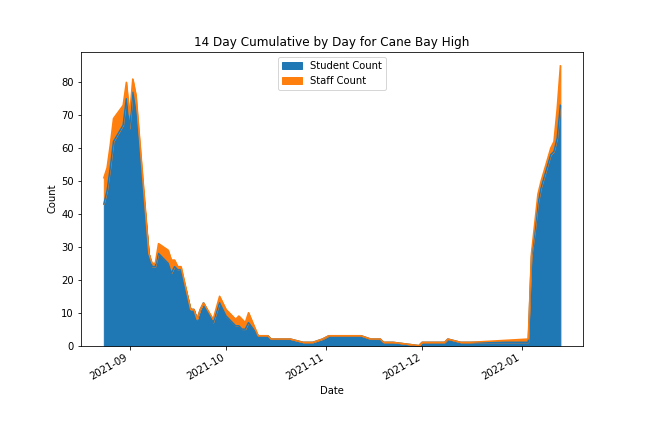 14 Day Cumulative by Day for Cane Bay High
Student Count
Staff Count
80
70
60
50
40
30
20
10
0
Count
2021-09
2021-10
2021-11
2021-12
2022-01
Date